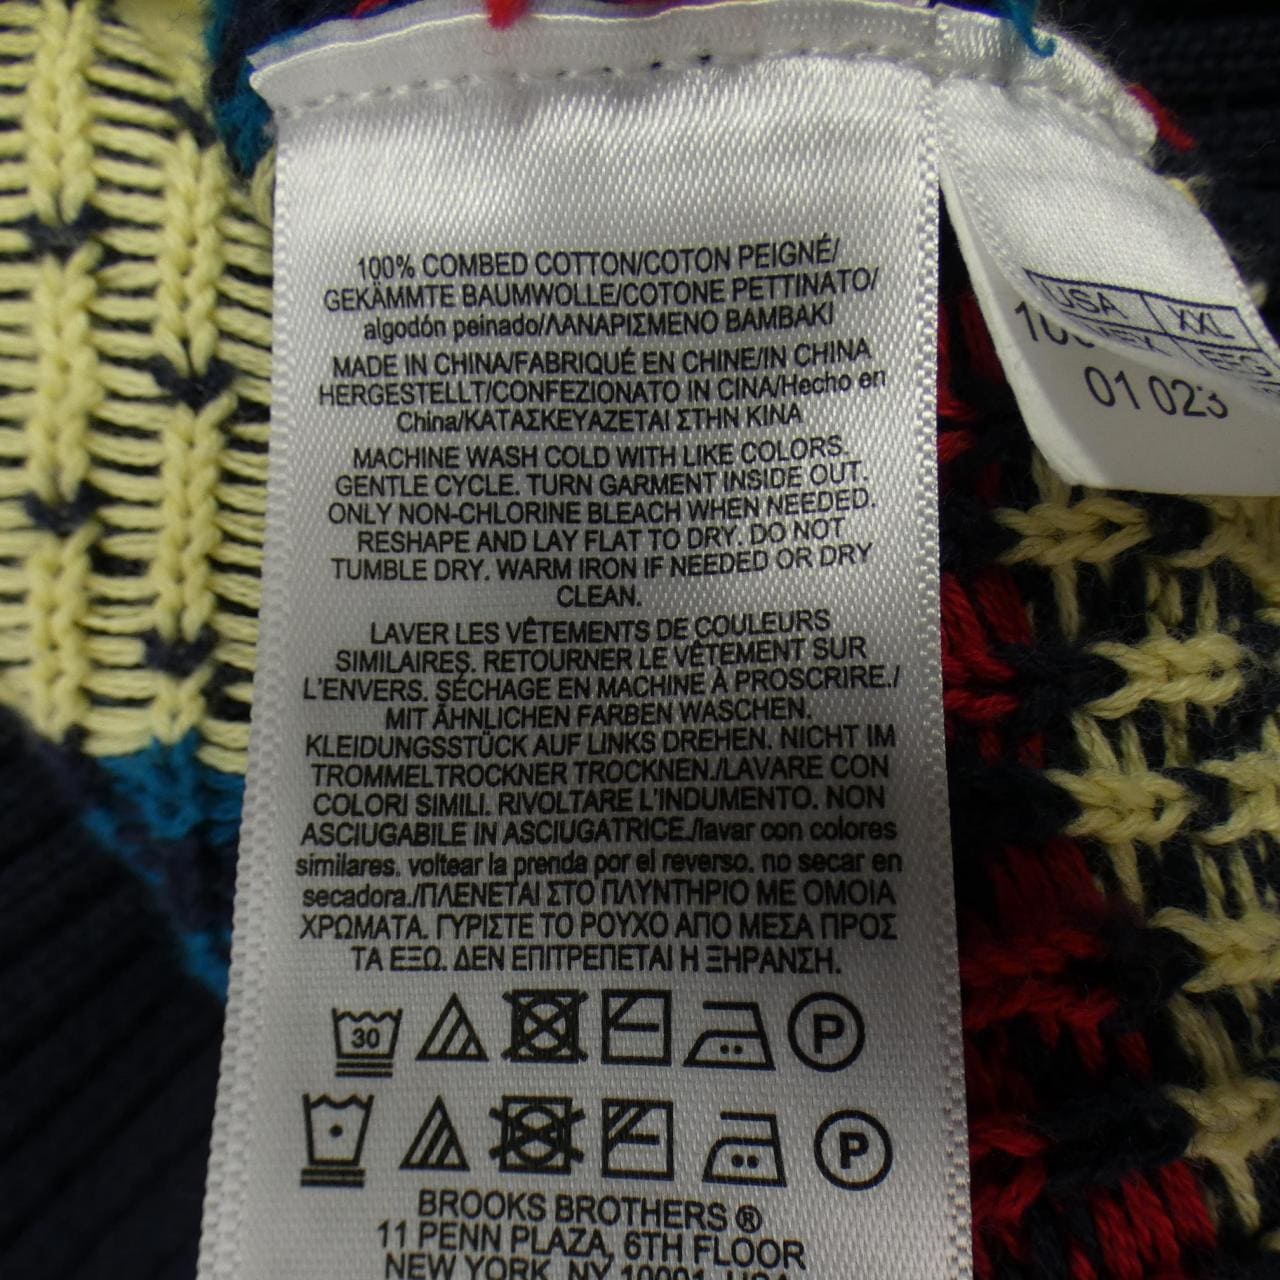 100% COMBED COTTON/COTON PEIGNÉ/
GEKÄMMTE BAUMWOLLE/COTONE PETTINATO/
algodón peinado/ΛΑΝΑΡΙΣΜΕΝΟ ΒΑΜΒΑΚΙ
MADE IN CHINA/FABRIQUÉ EN CHINE/IN CHINA
HERGESTELLT/CONFEZIONATO IN CINA/Hecho en
China/ΚΑΤΑΣΚΕΥΑΖΕΤΑΙ ΣΤΗΝ ΚΙΝΑ
MACHINE WASH COLD WITH LIKE COLORS.
GENTLE CYCLE. TURN GARMENT INSIDE OUT.
ONLY NON-CHLORINE BLEACH WHEN NEEDED.
RESHAPE AND LAY FLAT TO DRY. DO NOT
TUMBLE DRY. WARM IRON IF NEEDED OR DRY
CLEAN.
LAVER LES VÊTEMENTS DE COULEURS
SIMILAIRES. RETOURNER LE VÊTEMENT SUR
L'ENVERS. SÉCHAGE EN MACHINE À PROSCRIRE./
MIT ÄHNLICHEN FARBEN WASCHEN.
KLEIDUNGSSTÜCK AUF LINKS DREHEN. NICHT IM
TROMMELTROCKNER TROCKNEN./LAVARE CON
COLORI SIMILI. RIVOLTARE L'INDUMENTO. NON
ASCIUGABILE IN ASCIUGATRICE./lavar con colores
similares. voltear la prenda por el reverso. no secar en
secadora./ΠΛΕΝΕΤΑΙ ΣΤΟ ΠΛΥΝΤΗΡΙΟ ΜΕ ΟΜΟΙΑ
ΧΡΩΜΑΤΑ. ΓΥΡΙΣΤΕ ΤΟ ΡΟΥΧΟ ΑΠΟ ΜΕΣΑ ΠΡΟΣ
ΤΑ ΕΞΩ. ΔΕΝ ΕΠΙΤΡΕΠΕΤΑΙ Η ΞΗΡΑΝΣΗ.
30 P
P
BROOKS BROTHERS ®
11 PENN PLAZA, 6TH FLOOR
NEW YORK, NY 10001, USA
USA XXL
01 023